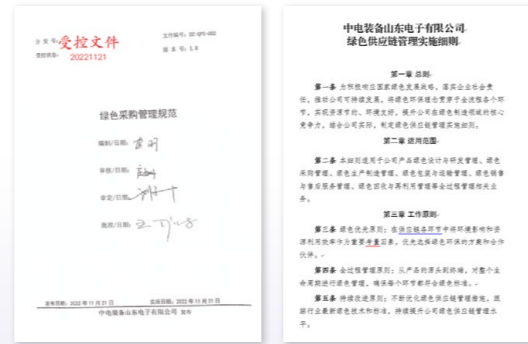 分发号:
受控文件
文件编号: DZ-QPS-060
受控状态:
20221121
版本号: 1.0
绿色采购管理规范
编制/日期:
审核/日期:
审定/日期:
批准/日期:
发布日期: 2022年11月21日 实施日期: 2022年11月21日
中电装备山东电子有限公司 发布
中电装备山东电子有限公司
绿色供应链管理实施细则
第一章 总则
第一条 为积极响应国家绿色发展战略,落实企业社会责
任,推动公司可持续发展,将绿色环保理念贯穿于全流程各个环
节,实现资源节约、环境友好,提升公司在绿色制造领域的核心
竞争力,结合公司实际,制定绿色供应链管理实施细则。
第二章 适用范围
第二条 本细则适用于公司产品绿色设计与研发管理、绿色
采购管理、绿色生产制造管理、绿色包装与运输管理、绿色销售
与售后服务管理、绿色回收与再利用管理等全过程管理相关业
务。
第三章 工作原则
第三条 绿色优先原则:在供应链各环节中将环境影响和资
源利用效率作为重要考量因素,优先选择绿色环保的方案和合作
伙伴。
第四条 全过程管理原则:从产品的源头到终端,对整个生
命周期进行绿色管理,确保每个环节都符合绿色标准。
第五条 持续改进原则:不断优化绿色供应链管理措施,跟
踪行业最新绿色技术和标准,持续提升公司绿色供应链管理水
平。